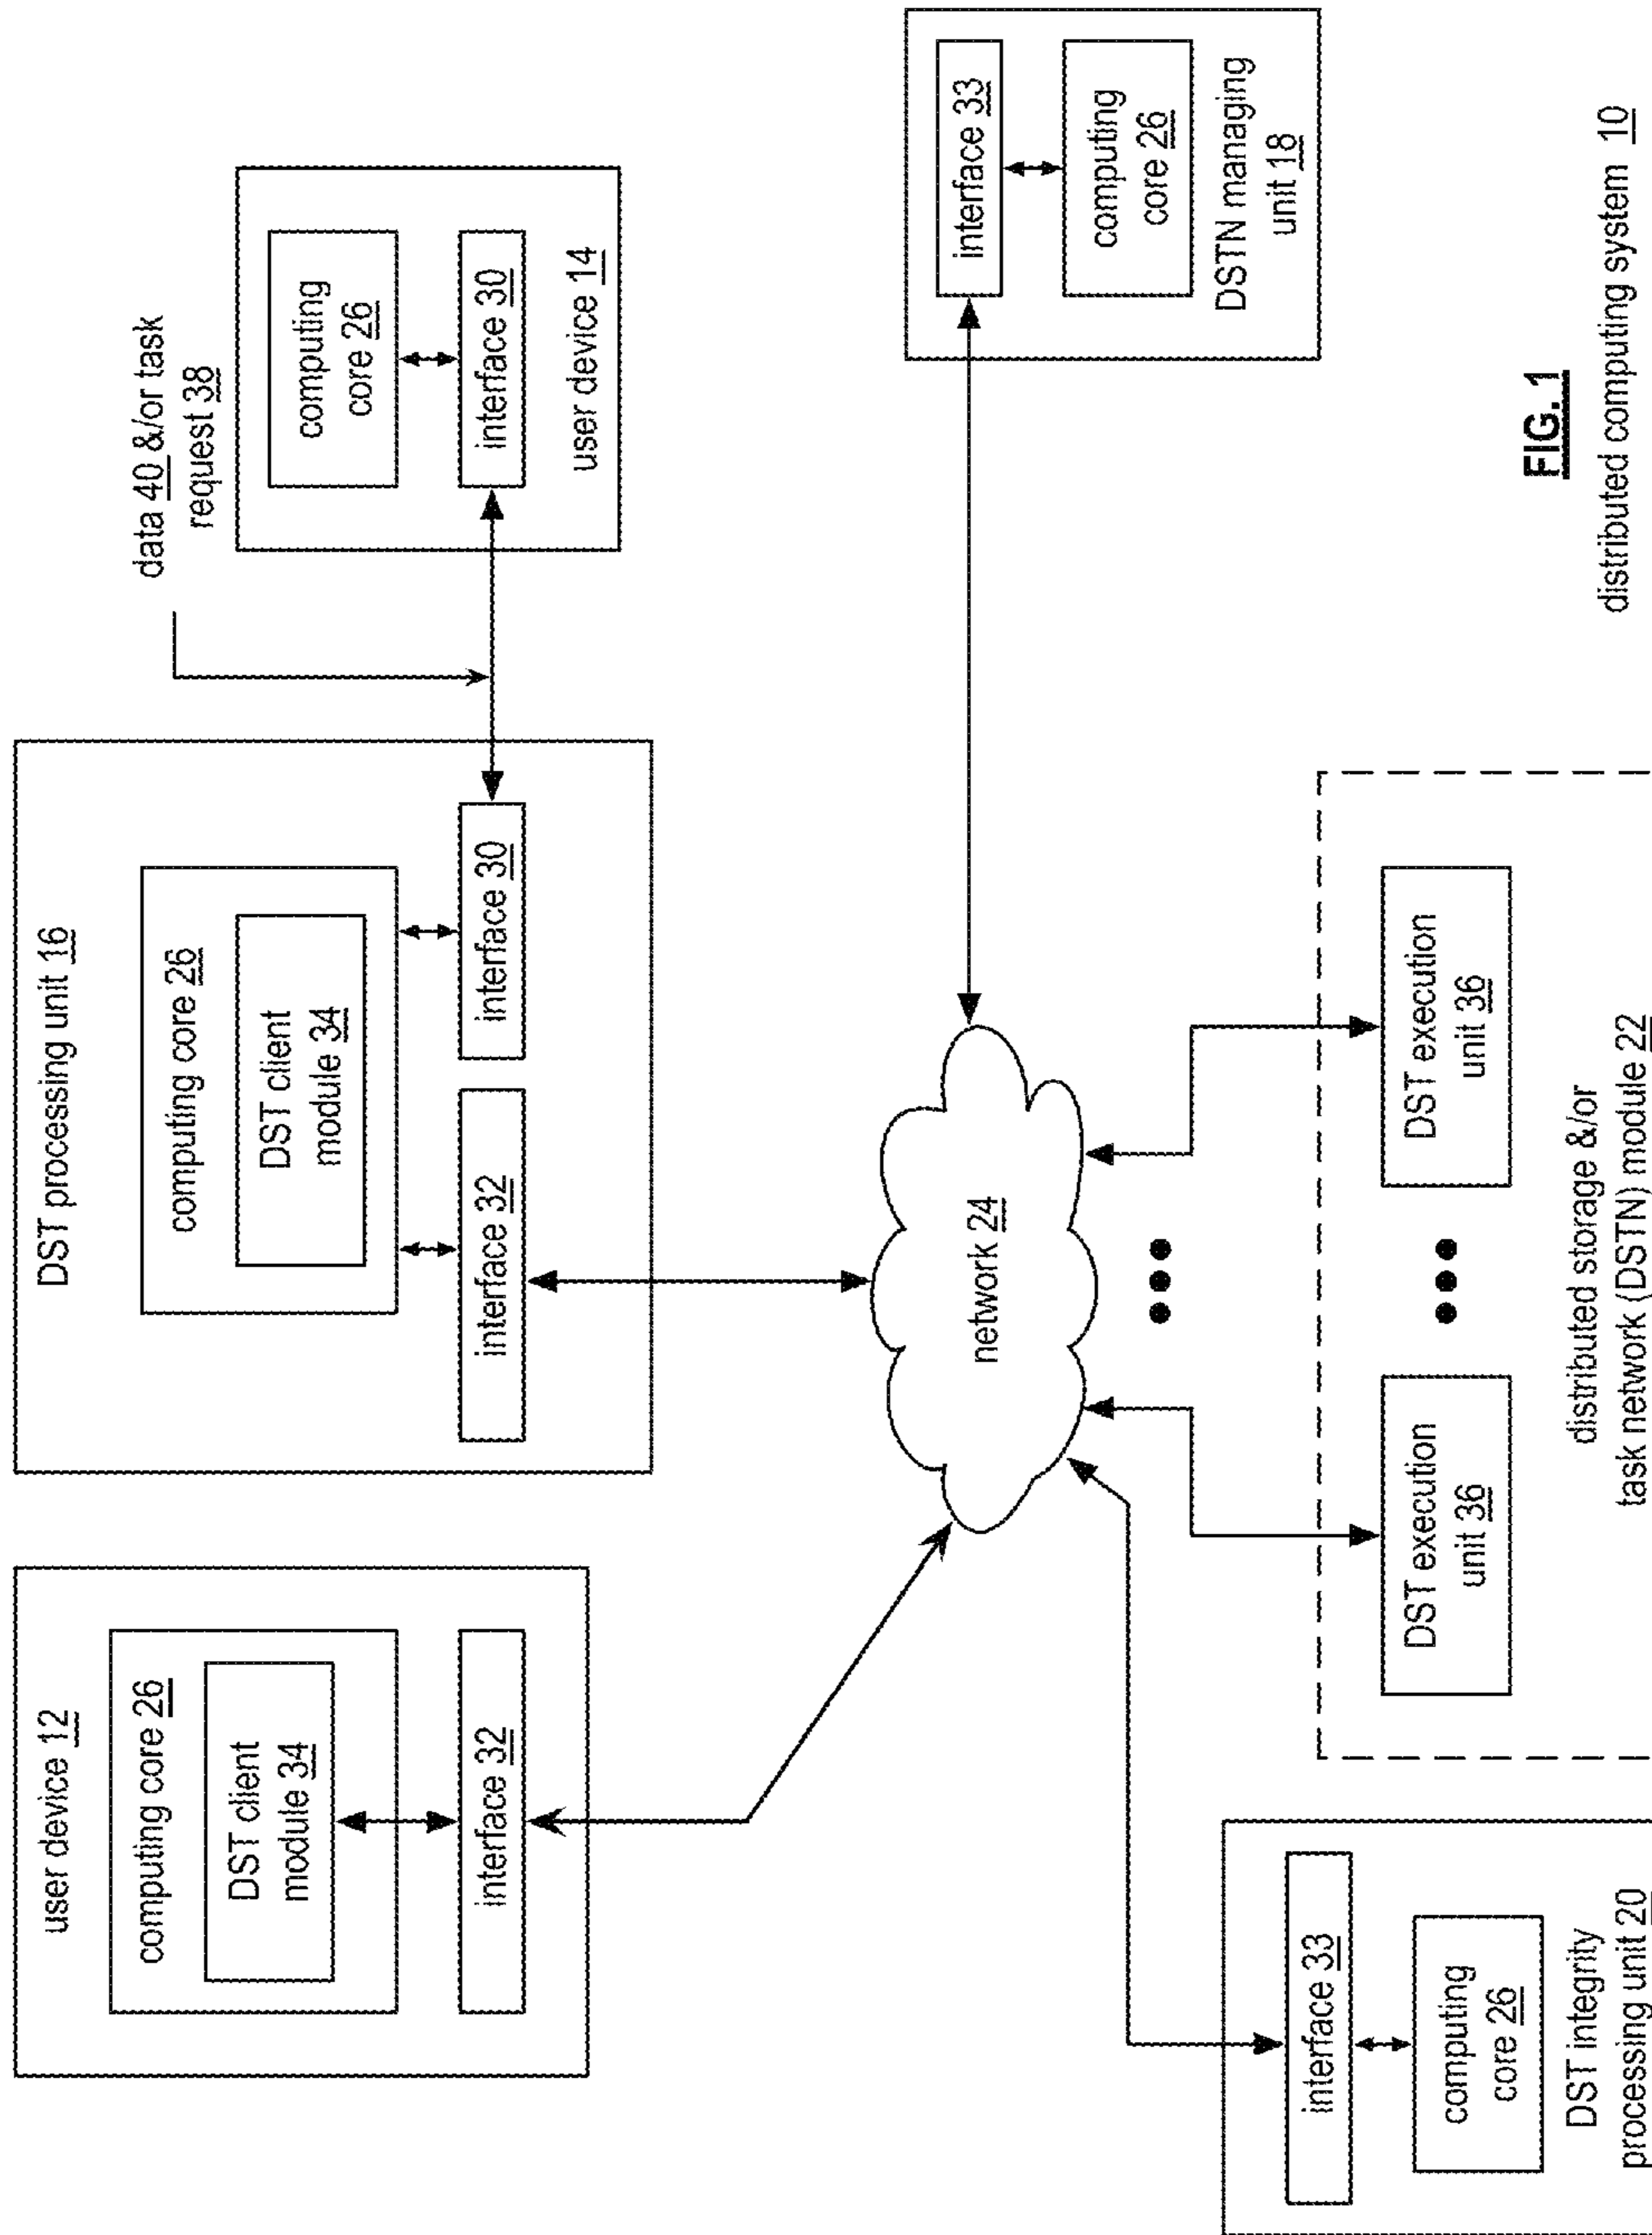 user device 12
computing core 26
DST client
module 34
interface 32
DST processing unit 16
computing core 26
DST client
module 34
interface 32
interface 30
data 40 &/or task
request 38
computing
core 26
interface 30
user device 14
network 24
interface 33
computing
core 26
DSTN managing
unit 18
interface 33
computing
core 26
DST integrity
processing unit 20
DST execution
unit 36
DST execution
unit 36
distributed storage &/or
task network (DSTN) module 22
FIG. 1
distributed computing system 10